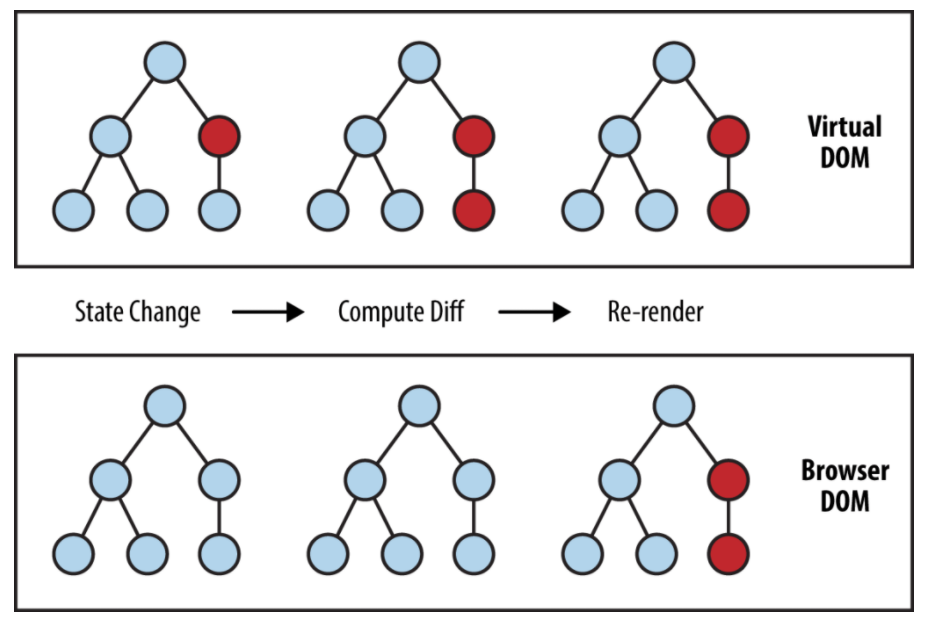 Virtual
DOM
State Change
Compute Diff
Re-render
Browser
DOM